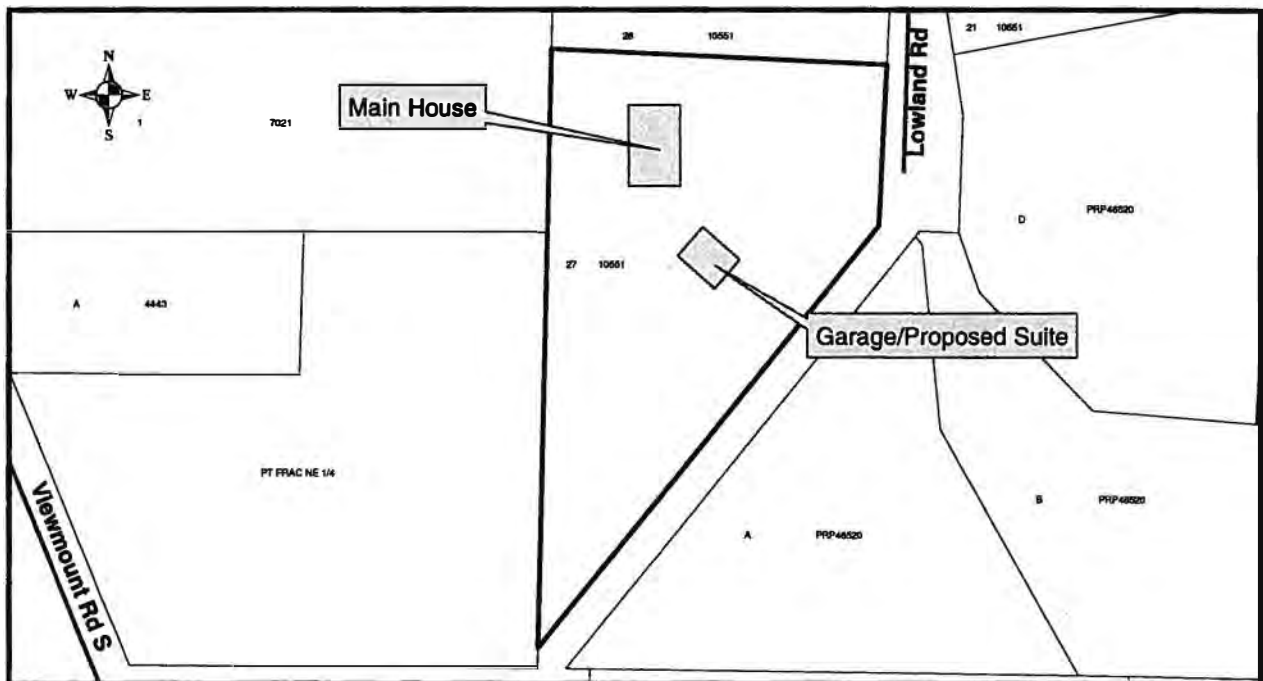 28 10551
Lowland Rd
21 10551
N
W E
S
1 7021
Main House
D PRP46520
27 10551
A 4443
Garage/Proposed Suite
PT FRAC NE 1/4
Viewmount Rd S
B PRP46520
A PRP46520